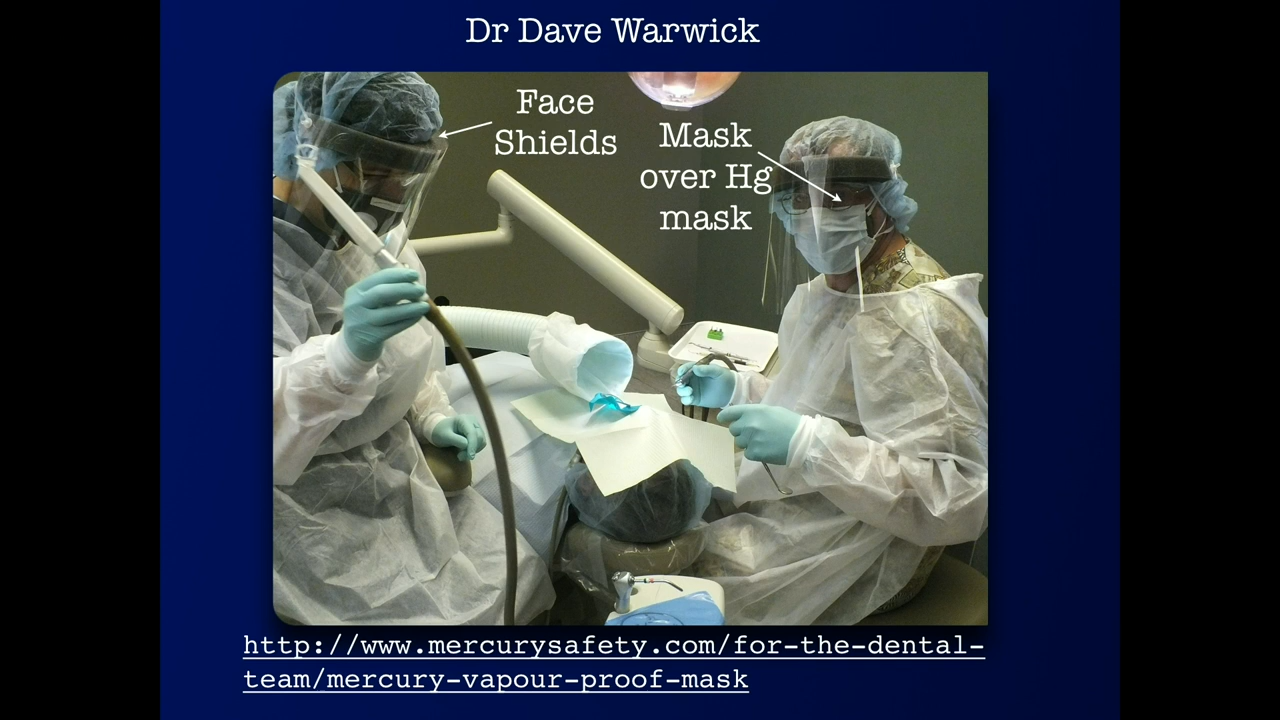 Dr Dave Warwick
Face
Shields
Mask
over Hg
mask
http://www.mercurysafety.com/for-the-dental-
team/mercury-vapour-proof-mask